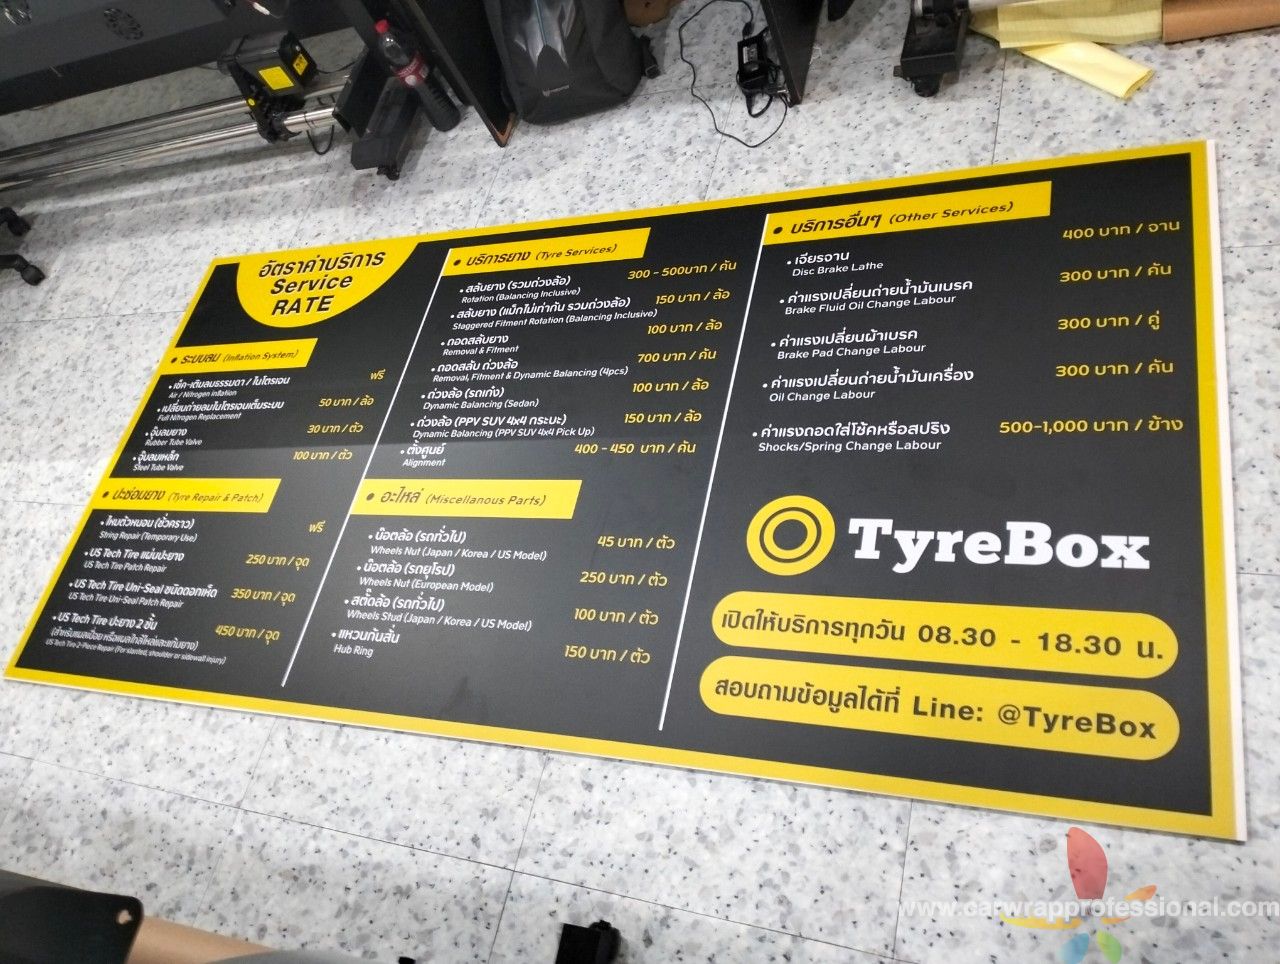 อัตราค่าบริการ
Service
RATE
• ระบบลม (Inflation System)
• เช็ก-เติมลมธรรมดา / ไนโตรเจน ฟรี
Air / Nitrogen Inflation
• เปลี่ยนถ่ายลมไนโตรเจนเต็มระบบ 50 บาท / ล้อ
Full Nitrogen Replacement
• จุ๊บลมยาง 30 บาท / ตัว
Rubber Tube Valve
• จุ๊บลมเหล็ก 100 บาท / ตัว
Steel Tube Valve
• ปะซ่อมยาง (Tyre Repair & Patch)
• ไหมตัวหนอน (ชั่วคราว) ฟรี
String Repair (Temporary Use)
• US Tech Tire แผ่นปะยาง 250 บาท / จุด
US Tech Tire Patch Repair
• US Tech Tire Uni-Seal ชนิดดอกเห็ด 350 บาท / จุด
US Tech Tire Uni-Seal Patch Repair
• US Tech Tire ปะยาง 2 ชั้น 450 บาท / จุด
(สำหรับแผลเฉือย หรือแผลใกล้ไหล่และแก้มยาง)
US Tech Tire 2-Piece Repair (For slanted, shoulder or sidewall injury)
• บริการยาง (Tyre Services)
• สลับยาง (รวมถ่วงล้อ) 300 - 500บาท / คัน
Rotation (Balancing Inclusive)
• สลับยาง (แม็กไม่เท่ากัน รวมถ่วงล้อ) 150 บาท / ล้อ
Staggered Fitment Rotation (Balancing Inclusive)
• ถอดสลับยาง 100 บาท / ล้อ
Removal & Fitment
• ถอดสลับ ถ่วงล้อ 700 บาท / คัน
Removal, Fitment & Dynamic Balancing (4pcs)
• ถ่วงล้อ (รถเก๋ง) 100 บาท / ล้อ
Dynamic Balancing (Sedan)
• ถ่วงล้อ (PPV SUV 4x4 กระบะ) 150 บาท / ล้อ
Dynamic Balancing (PPV SUV 4x4 Pick Up)
• ตั้งศูนย์ 400 - 450 บาท / คัน
Alignment
• อะไหล่ (Miscellanous Parts)
• น๊อตล้อ (รถทั่วไป) 45 บาท / ตัว
Wheels Nut (Japan / Korea / US Model)
• น๊อตล้อ (รถยุโรป) 250 บาท / ตัว
Wheels Nut (European Model)
• สตั๊ดล้อ (รถทั่วไป) 100 บาท / ตัว
Wheels Stud (Japan / Korea / US Model)
• แหวนกันสั่น 150 บาท / ตัว
Hub Ring
• บริการอื่นๆ (Other Services)
• เจียรจาน 400 บาท / จาน
Disc Brake Lathe
• ค่าแรงเปลี่ยนถ่ายน้ำมันเบรค 300 บาท / คัน
Brake Fluid Oil Change Labour
• ค่าแรงเปลี่ยนผ้าเบรค 300 บาท / คู่
Brake Pad Change Labour
• ค่าแรงเปลี่ยนถ่ายน้ำมันเครื่อง 300 บาท / คัน
Oil Change Labour
• ค่าแรงถอดใส่โช้คหรือสปริง 500-1,000 บาท / ข้าง
Shocks/Spring Change Labour
TyreBox
เปิดให้บริการทุกวัน 08.30 - 18.30 น.
สอบถามข้อมูลได้ที่ Line: @TyreBox
www.carwrapprofessional.com